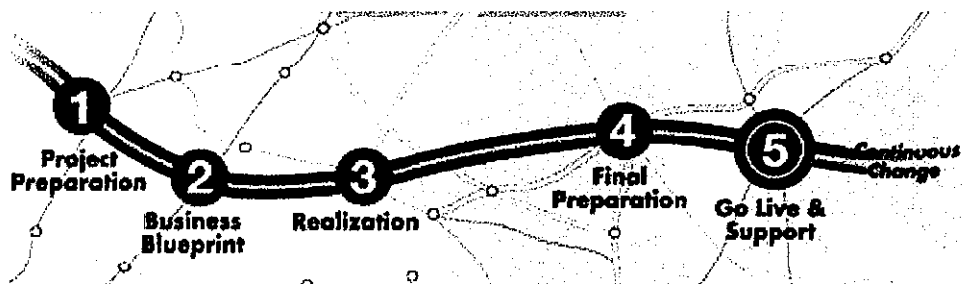 1
Project
Preparation
2
Business
Blueprint
3
Realization
4
Final
Preparation
5
Go Live &
Support
Continuous
Change